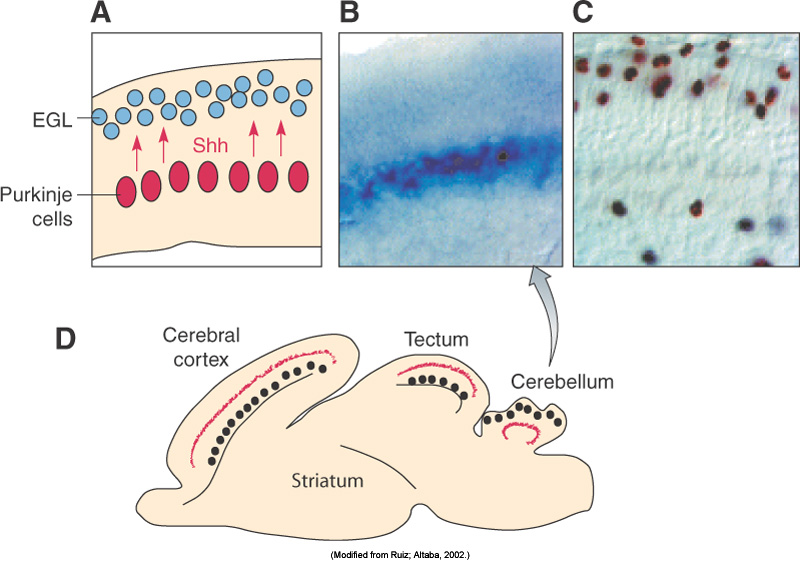 A
B
C
EGL
Shh
Purkinje
cells
D
Cerebral
cortex
Tectum
Cerebellum
Striatum
(Modified from Ruiz; Altaba, 2002.)